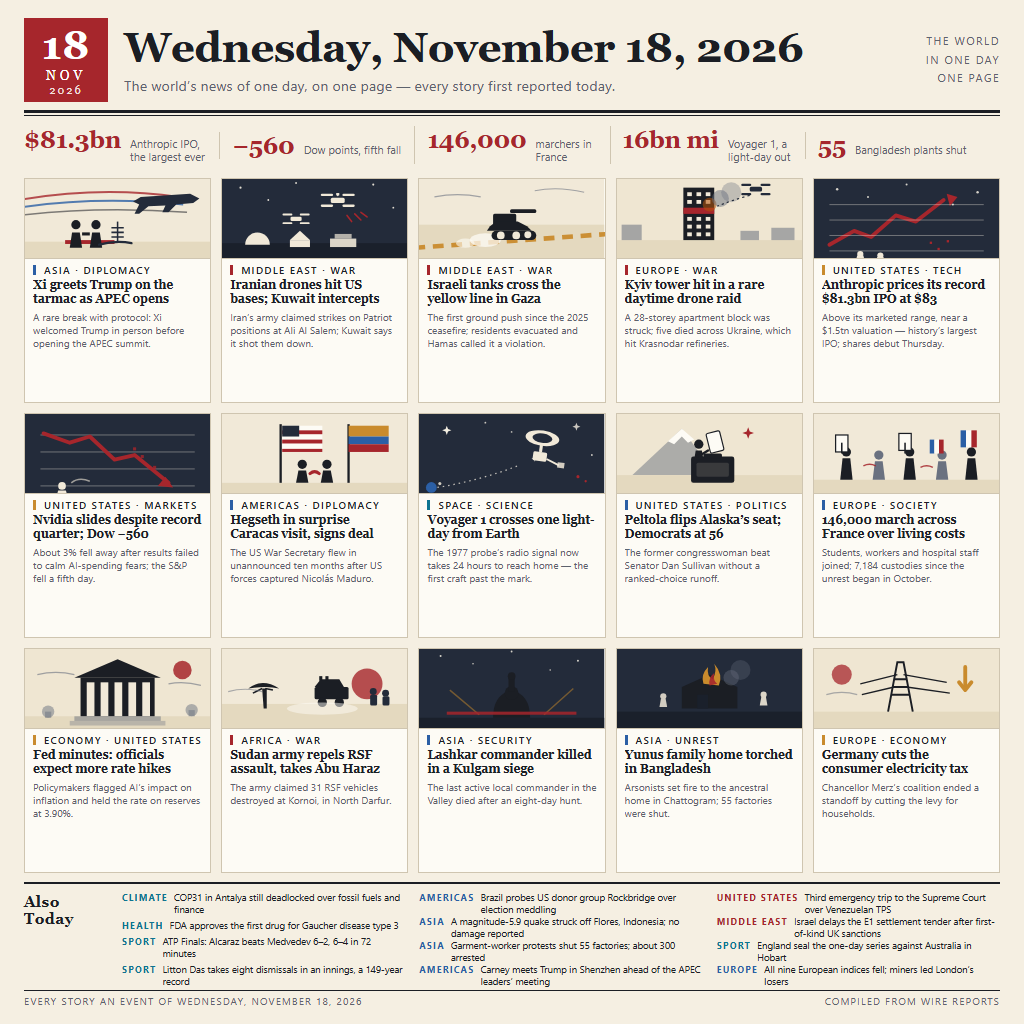 18
NOV
2026
Wednesday, November 18, 2026
The world's news of one day, on one page — every story first reported today.
THE WORLD
IN ONE DAY
ONE PAGE
$81.3bn Anthropic IPO,
the largest ever
−560 Dow points, fifth fall
146,000 marchers in
France
16bn mi Voyager 1, a
light-day out
55 Bangladesh plants shut
ASIA · DIPLOMACY
Xi greets Trump on the
tarmac as APEC opens
A rare break with protocol: Xi
welcomed Trump in person before
opening the APEC summit.
MIDDLE EAST · WAR
Iranian drones hit US
bases; Kuwait intercepts
Iran's army claimed strikes on Patriot
positions at Ali Al Salem; Kuwait says
it shot them down.
MIDDLE EAST · WAR
Israeli tanks cross the
yellow line in Gaza
The first ground push since the 2025
ceasefire; residents evacuated and
Hamas called it a violation.
EUROPE · WAR
Kyiv tower hit in a rare
daytime drone raid
A 28-storey apartment block was
struck; five died across Ukraine, which
hit Krasnodar refineries.
UNITED STATES · TECH
Anthropic prices its record
$81.3bn IPO at $83
Above its marketed range, near a
$1.5tn valuation — history's largest
IPO; shares debut Thursday.
UNITED STATES · MARKETS
Nvidia slides despite record
quarter; Dow −560
About 3% fell away after results failed
to calm AI-spending fears; the S&P
fell a fifth day.
AMERICAS · DIPLOMACY
Hegseth in surprise
Caracas visit, signs deal
The US War Secretary flew in
unannounced ten months after US
forces captured Nicolás Maduro.
SPACE · SCIENCE
Voyager 1 crosses one light-
day from Earth
The 1977 probe's radio signal now
takes 24 hours to reach home — the
first craft past the mark.
UNITED STATES · POLITICS
Peltola flips Alaska's seat;
Democrats at 56
The former congresswoman beat
Senator Dan Sullivan without a
ranked-choice runoff.
EUROPE · SOCIETY
146,000 march across
France over living costs
Students, workers and hospital staff
joined; 7,184 custodies since the
unrest began in October.
ECONOMY · UNITED STATES
Fed minutes: officials
expect more rate hikes
Policymakers flagged AI's impact on
inflation and held the rate on reserves
at 3.90%.
AFRICA · WAR
Sudan army repels RSF
assault, takes Abu Haraz
The army claimed 31 RSF vehicles
destroyed at Kornoi, in North Darfur.
ASIA · SECURITY
Lashkar commander killed
in a Kulgam siege
The last active local commander in the
Valley died after an eight-day hunt.
ASIA · UNREST
Yunus family home torched
in Bangladesh
Arsonists set fire to the ancestral
home in Chattogram; 55 factories
were shut.
EUROPE · ECONOMY
Germany cuts the
consumer electricity tax
Chancellor Merz's coalition ended a
standoff by cutting the levy for
households.
Also
Today
CLIMATE COP31 in Antalya still deadlocked over fossil fuels and
finance
HEALTH FDA approves the first drug for Gaucher disease type 3
SPORT ATP Finals: Alcaraz beats Medvedev 6–2, 6–4 in 72
minutes
SPORT Litton Das takes eight dismissals in an innings, a 149-year
record
AMERICAS Brazil probes US donor group Rockbridge over
election meddling
ASIA A magnitude-5.9 quake struck off Flores, Indonesia; no
damage reported
ASIA Garment-worker protests shut 55 factories; about 300
arrested
AMERICAS Carney meets Trump in Shenzhen ahead of the APEC
leaders' meeting
UNITED STATES Third emergency trip to the Supreme Court
over Venezuelan TPS
MIDDLE EAST Israel delays the E1 settlement tender after first-
of-kind UK sanctions
SPORT England seal the one-day series against Australia in
Hobart
EUROPE All nine European indices fell; miners led London's
losers
EVERY STORY AN EVENT OF WEDNESDAY, NOVEMBER 18, 2026
COMPILED FROM WIRE REPORTS